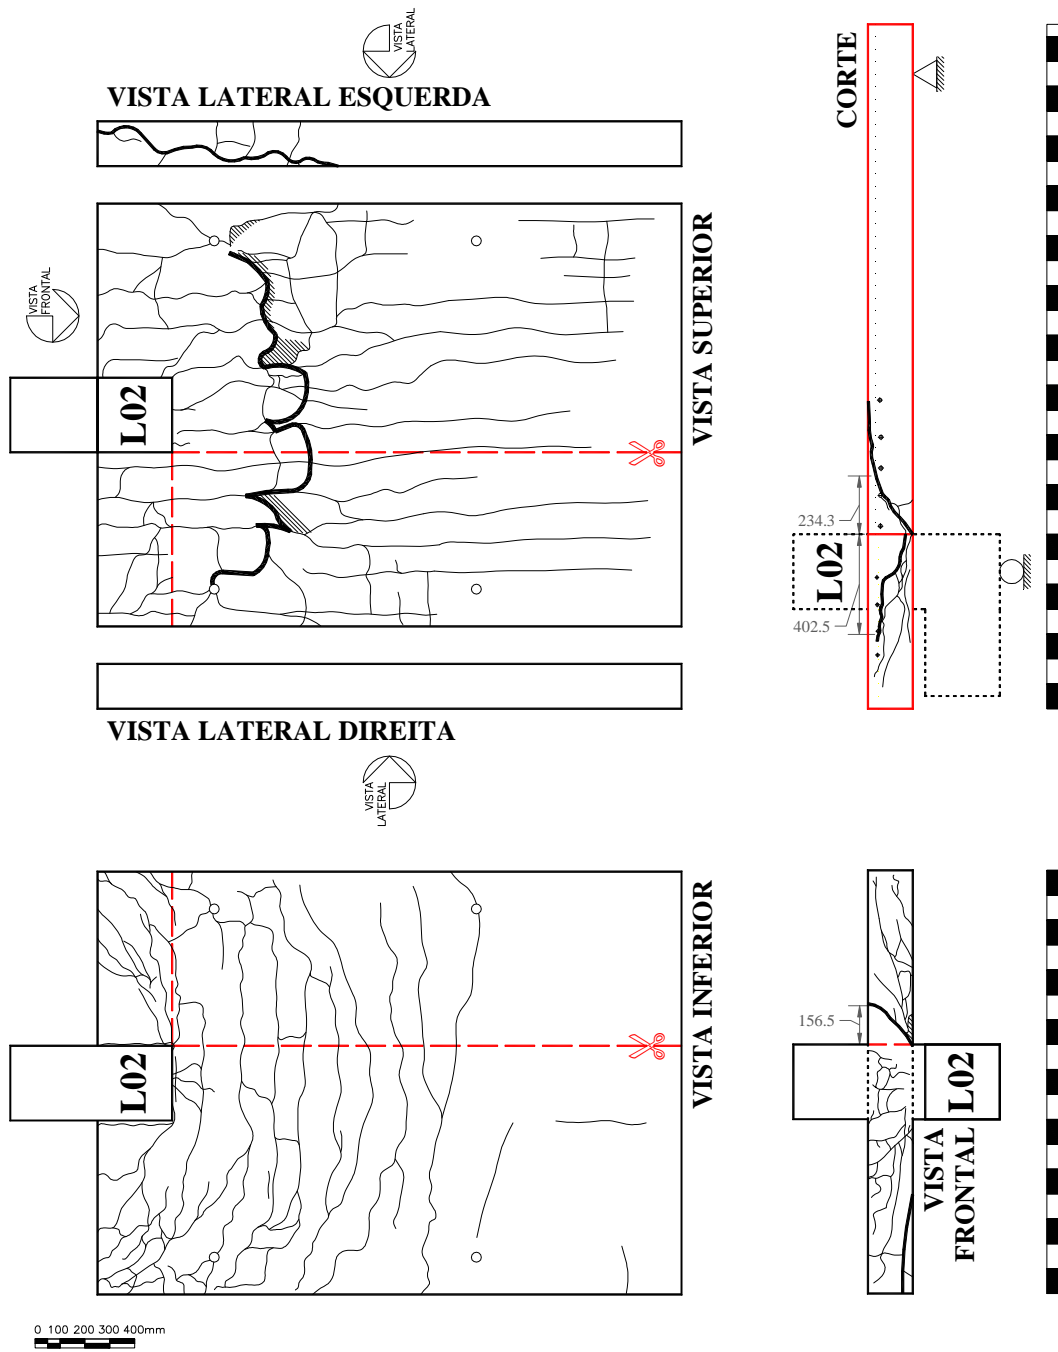 VISTA
LATERAL
VISTA LATERAL ESQUERDA
CORTE
VISTA
FRONTAL
L02
VISTA SUPERIOR
234.3
L02
402.5
VISTA LATERAL DIREITA
VISTA
LATERAL
L02
VISTA INFERIOR
156.5
L02
VISTA
FRONTAL
0 100 200 300 400mm